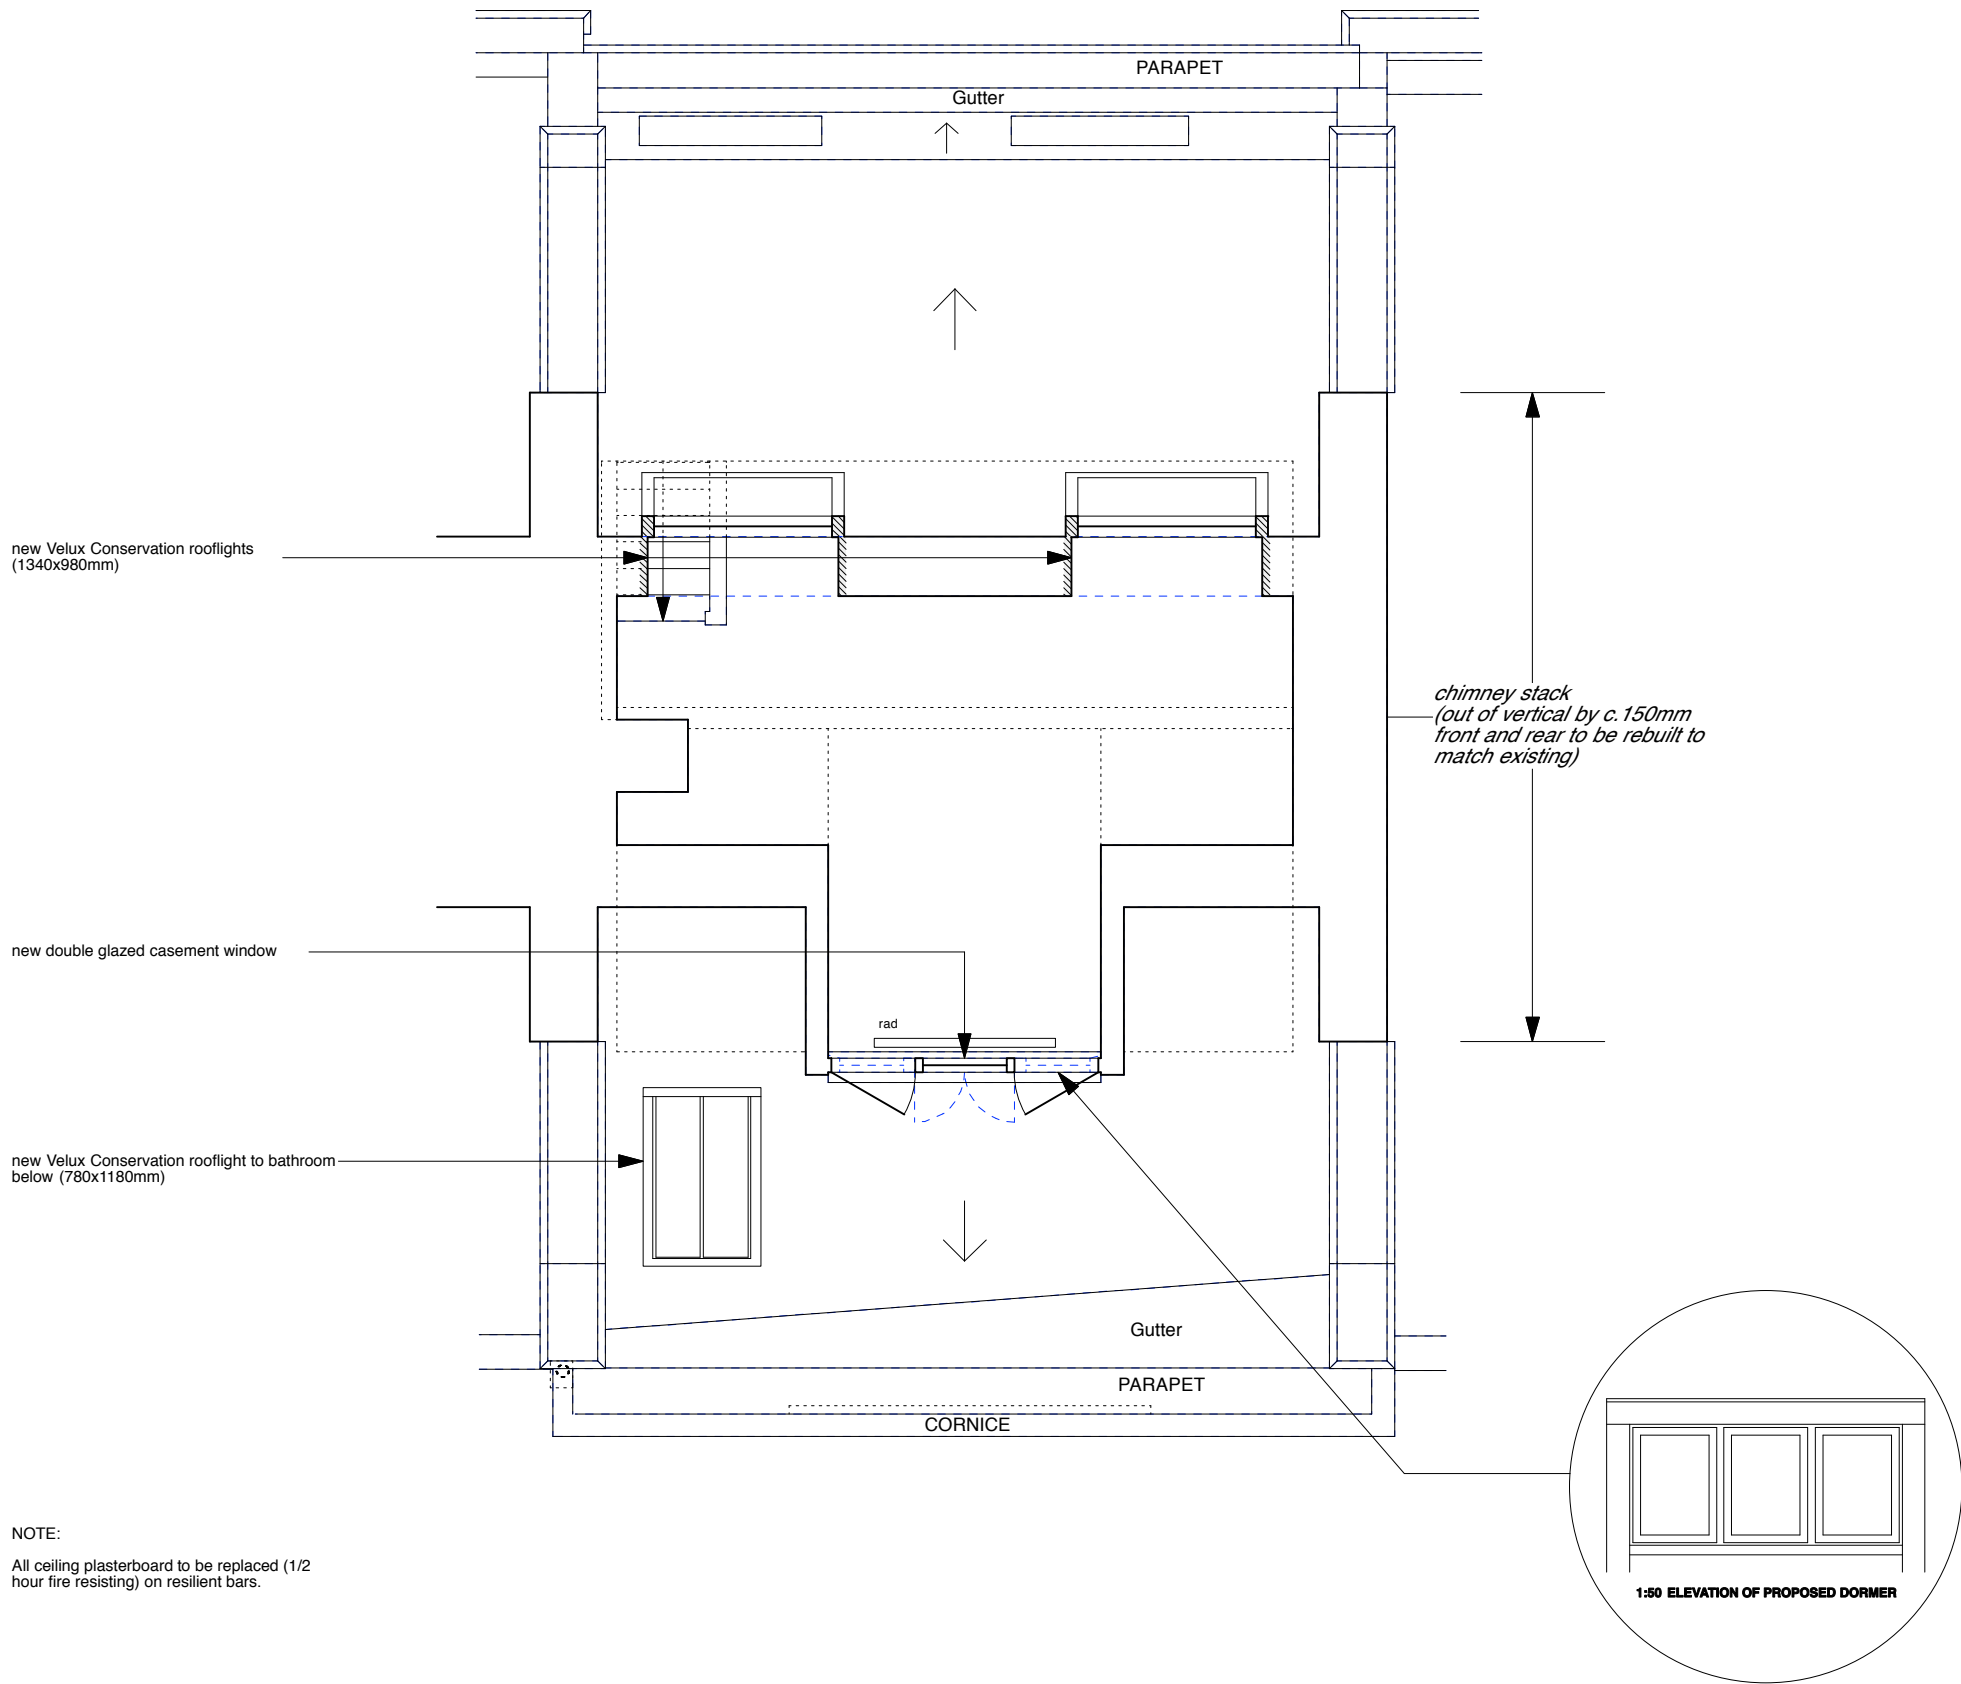 PARAPET
Gutter
new Velux Conservation rooflights
(1340x980mm)
chimney stack
(out of vertical by c.150mm
front and rear to be rebuilt to
match existing)
new double glazed casement window
rad
new Velux Conservation rooflight to bathroom
below (780x1180mm)
Gutter
PARAPET
CORNICE
NOTE:
All ceiling plasterboard to be replaced (1/2
hour fire resisting) on resilient bars.
1:50 ELEVATION OF PROPOSED DORMER